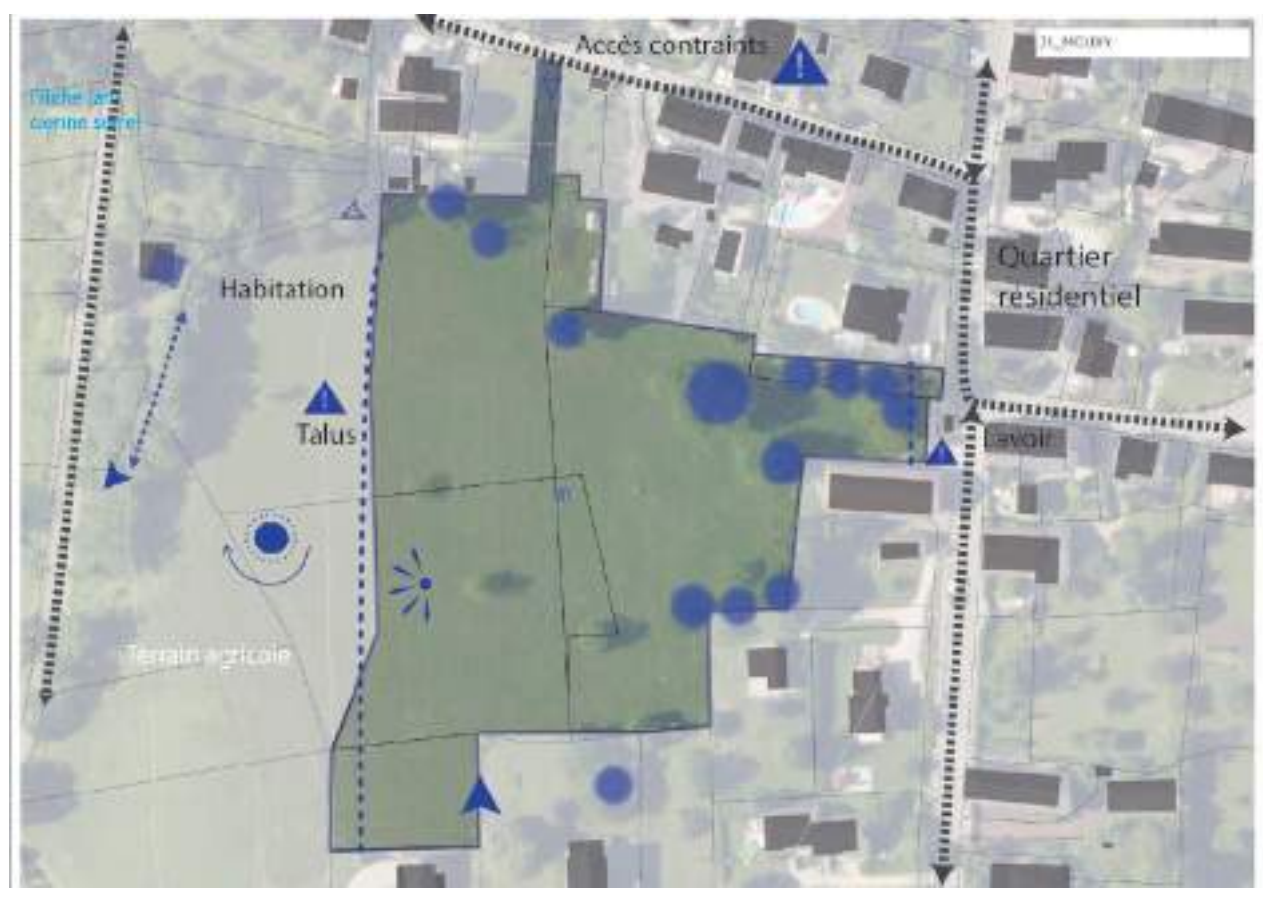 Accès contraints
!
Habitation
Quartier
résidentiel
!
Talus
Lavoir
Terrain agricole